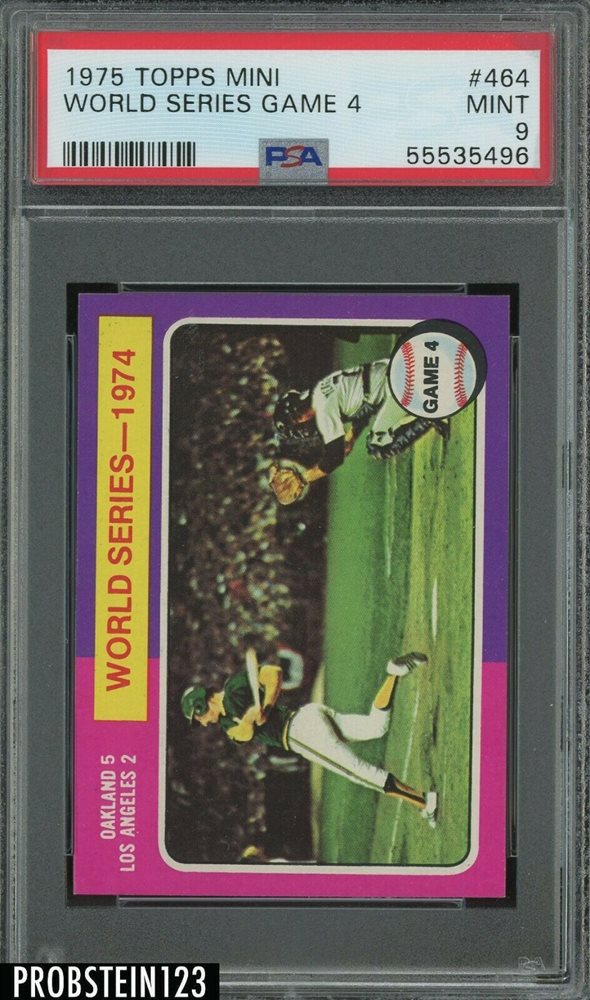 1975 TOPPS MINI
WORLD SERIES GAME 4
#464
MINT
9
55535496
PSA
WORLD SERIES—1974
OAKLAND 5
LOS ANGELES 2
GAME 4
PSA
PROBSTEIN123